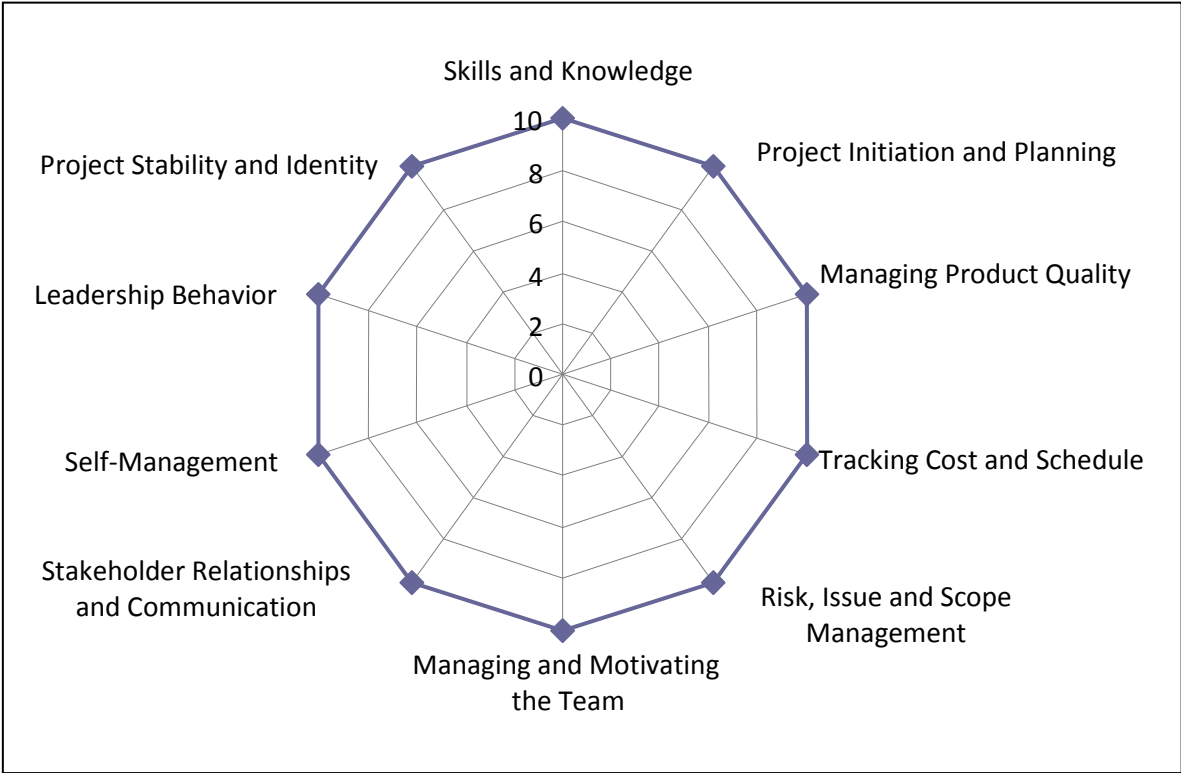 Skills and Knowledge
10
Project Initiation and Planning
Project Stability and Identity
8
6
Managing Product Quality
Leadership Behavior
4
2
0
Self-Management
Tracking Cost and Schedule
Stakeholder Relationships
and Communication
Risk, Issue and Scope
Management
Managing and Motivating
the Team